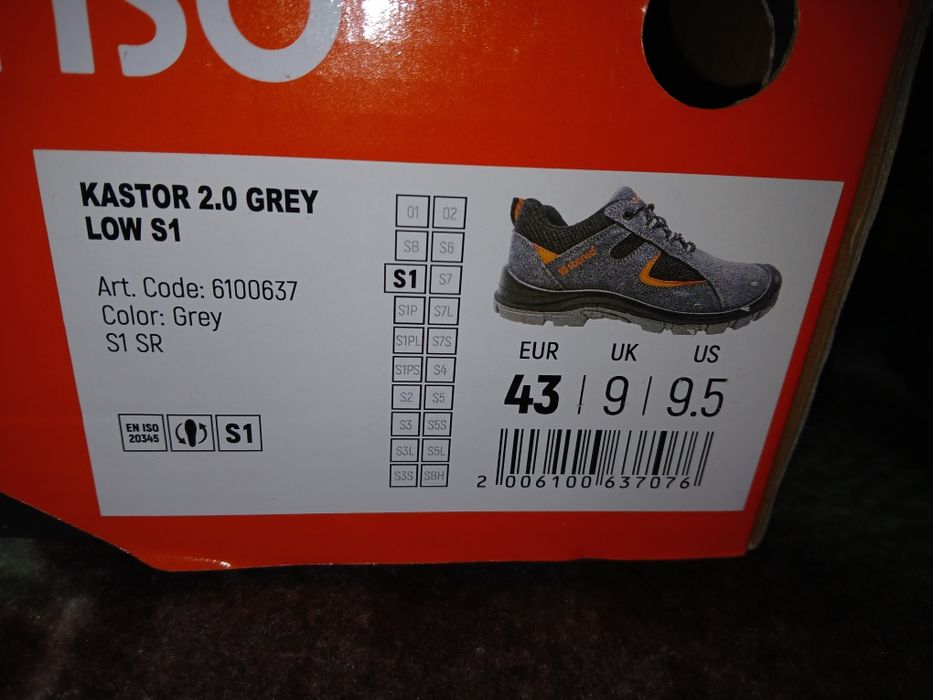 KASTOR 2.0 GREY
LOW S1
Art. Code: 6100637
Color: Grey
S1 SR
EN ISO
20345
S1
01 02
SB S6
S1 S7
S1P S7L
S1PL S7S
S1PS S4
S2 S5
S3 S5S
S3L S5L
S3S SBH
EUR UK US
43 | 9 | 9.5
2 006100 637076